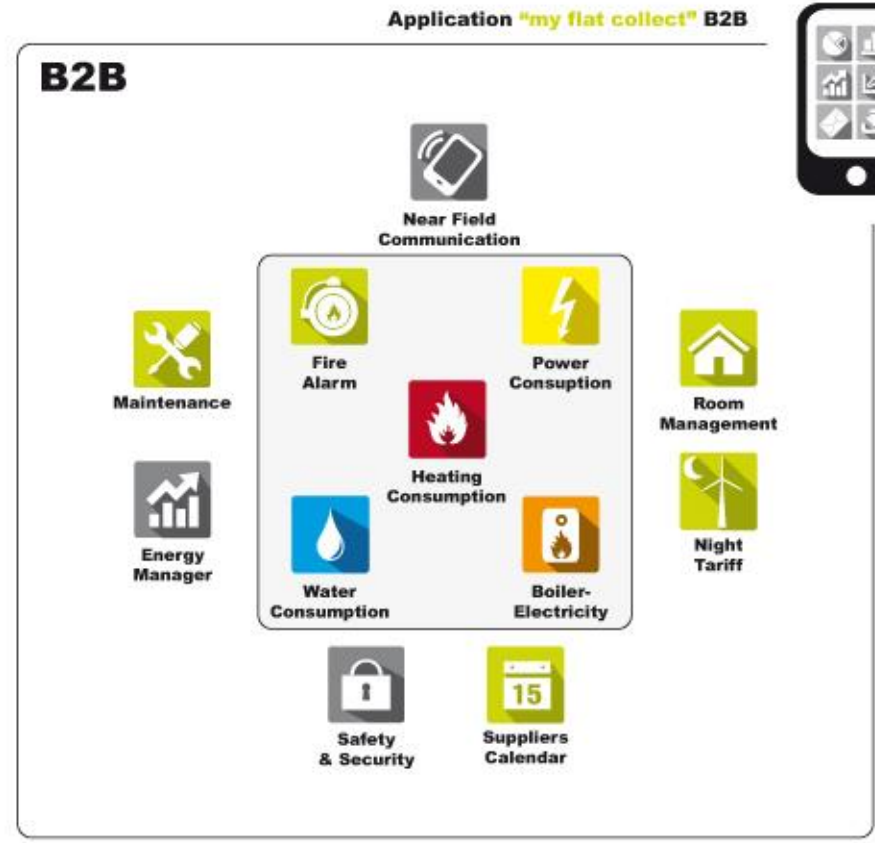 Application "my flat collect" B2B
B2B
Near Field
Communication
Fire
Alarm
Power
Consuption
Maintenance
Room
Management
Heating
Consumption
Energy
Manager
Night
Tariff
Water
Consumption
Boiler-
Electricity
15
Safety
& Security
Suppliers
Calendar